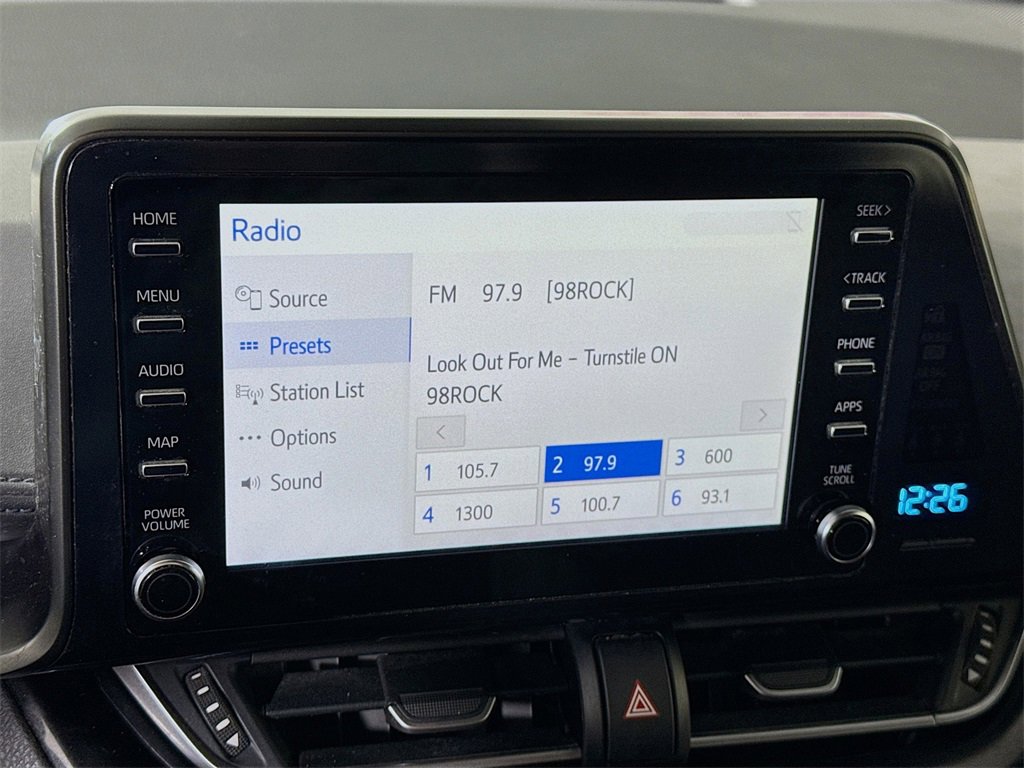 HOME
MENU
AUDIO
MAP
POWER
VOLUME
Radio
Source
Presets
Station List
Options
Sound
FM 97.9 [98ROCK]
Look Out For Me – Turnstile ON
98ROCK
< >
1 105.7 2 97.9 3 600
4 1300 5 100.7 6 93.1
SEEK>
<TRACK
PHONE
APPS
TUNE
SCROLL
12:26